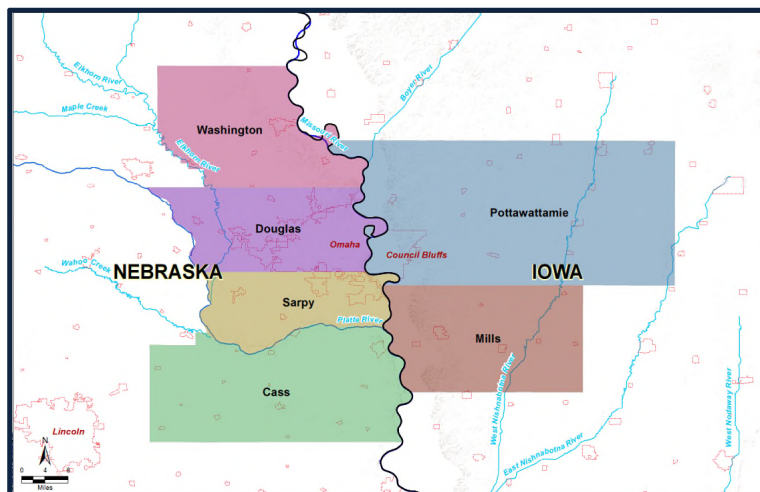 Elkhorn River
Maple Creek
Boyer River
Missouri River
Washington
Elkhorn River
Pottawattamie
Douglas
Omaha
Council Bluffs
Wahoo Creek
NEBRASKA
IOWA
Sarpy
Platte River
Mills
Cass
West Nishnabotna River
West Nodaway River
East Nishnabotna River
Lincoln
N
0 4 8
Miles